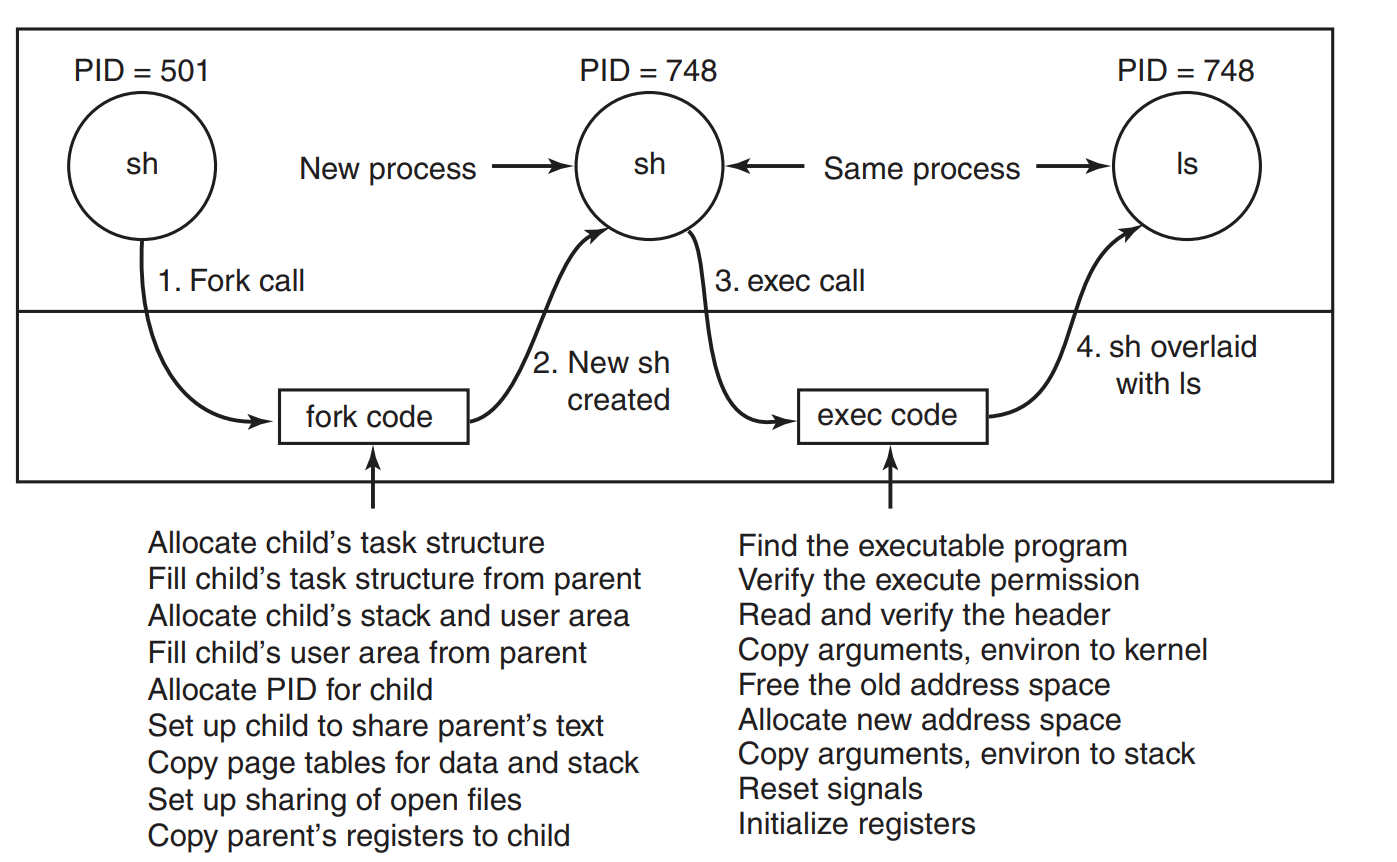 PID = 501
PID = 748
PID = 748
sh
New process
sh
Same process
ls
1. Fork call
3. exec call
2. New sh
created
4. sh overlaid
with ls
fork code
exec code
Allocate child’s task structure
Fill child’s task structure from parent
Allocate child’s stack and user area
Fill child’s user area from parent
Allocate PID for child
Set up child to share parent’s text
Copy page tables for data and stack
Set up sharing of open files
Copy parent’s registers to child
Find the executable program
Verify the execute permission
Read and verify the header
Copy arguments, environ to kernel
Free the old address space
Allocate new address space
Copy arguments, environ to stack
Reset signals
Initialize registers